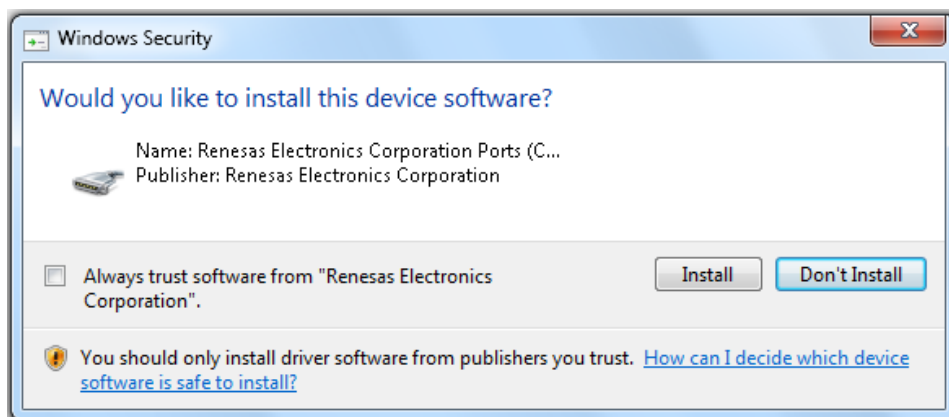 Windows Security
Would you like to install this device software?
Name: Renesas Electronics Corporation Ports (C...
Publisher: Renesas Electronics Corporation
Always trust software from "Renesas Electronics
Corporation".
Install
Don't Install
You should only install driver software from publishers you trust. How can I decide which device
software is safe to install?